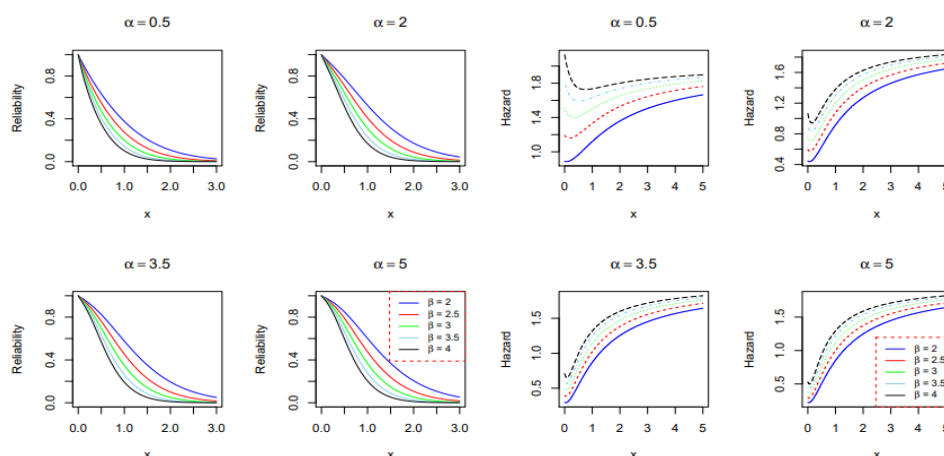 α = 0.5
Reliability
0.8
0.4
0.0
0.0 1.0 2.0 3.0
x
α = 2
Reliability
0.8
0.4
0.0
0.0 1.0 2.0 3.0
x
α = 0.5
Hazard
1.8
1.4
1.0
0 1 2 3 4 5
x
α = 2
Hazard
1.6
1.2
0.8
0.4
0 1 2 3 4 5
x
α = 3.5
Reliability
0.8
0.4
0.0
0.0 1.0 2.0 3.0
x
α = 5
Reliability
0.8
0.4
0.0
β = 2
β = 2.5
β = 3
β = 3.5
β = 4
0.0 1.0 2.0 3.0
x
α = 3.5
Hazard
1.5
1.0
0.5
0 1 2 3 4 5
x
α = 5
Hazard
1.5
1.0
0.5
β = 2
β = 2.5
β = 3
β = 3.5
β = 4
0 1 2 3 4 5
x